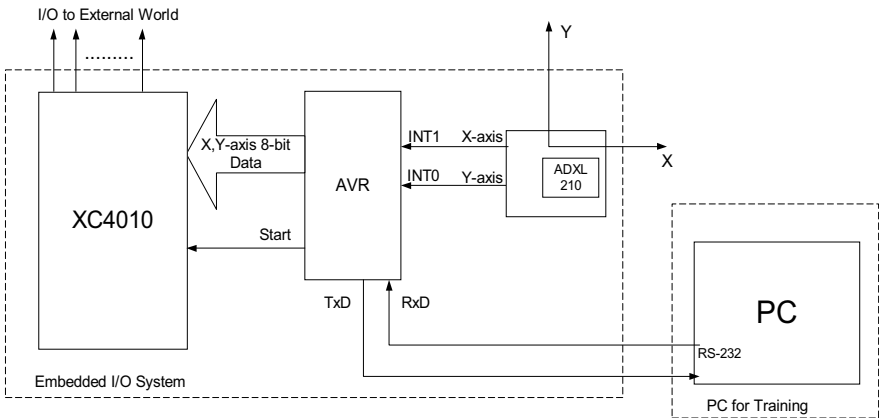 I/O to External World
.........
Y
X
XC4010
X,Y-axis 8-bit
Data
AVR
INT1
X-axis
INT0
Y-axis
ADXL
210
Start
TxD
RxD
PC
RS-232
Embedded I/O System
PC for Training